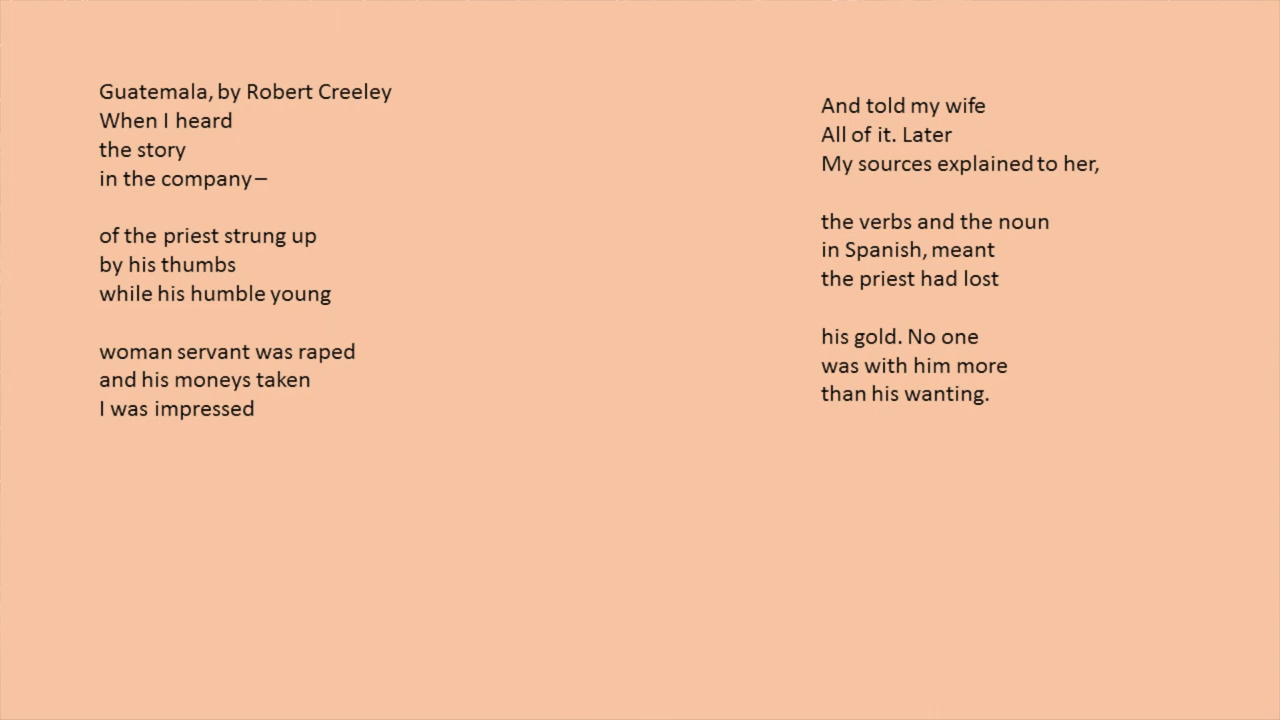 Guatemala, by Robert Creeley
When I heard
the story
in the company –
of the priest strung up
by his thumbs
while his humble young
woman servant was raped
and his moneys taken
I was impressed
And told my wife
All of it. Later
My sources explained to her,
the verbs and the noun
in Spanish, meant
the priest had lost
his gold. No one
was with him more
than his wanting.